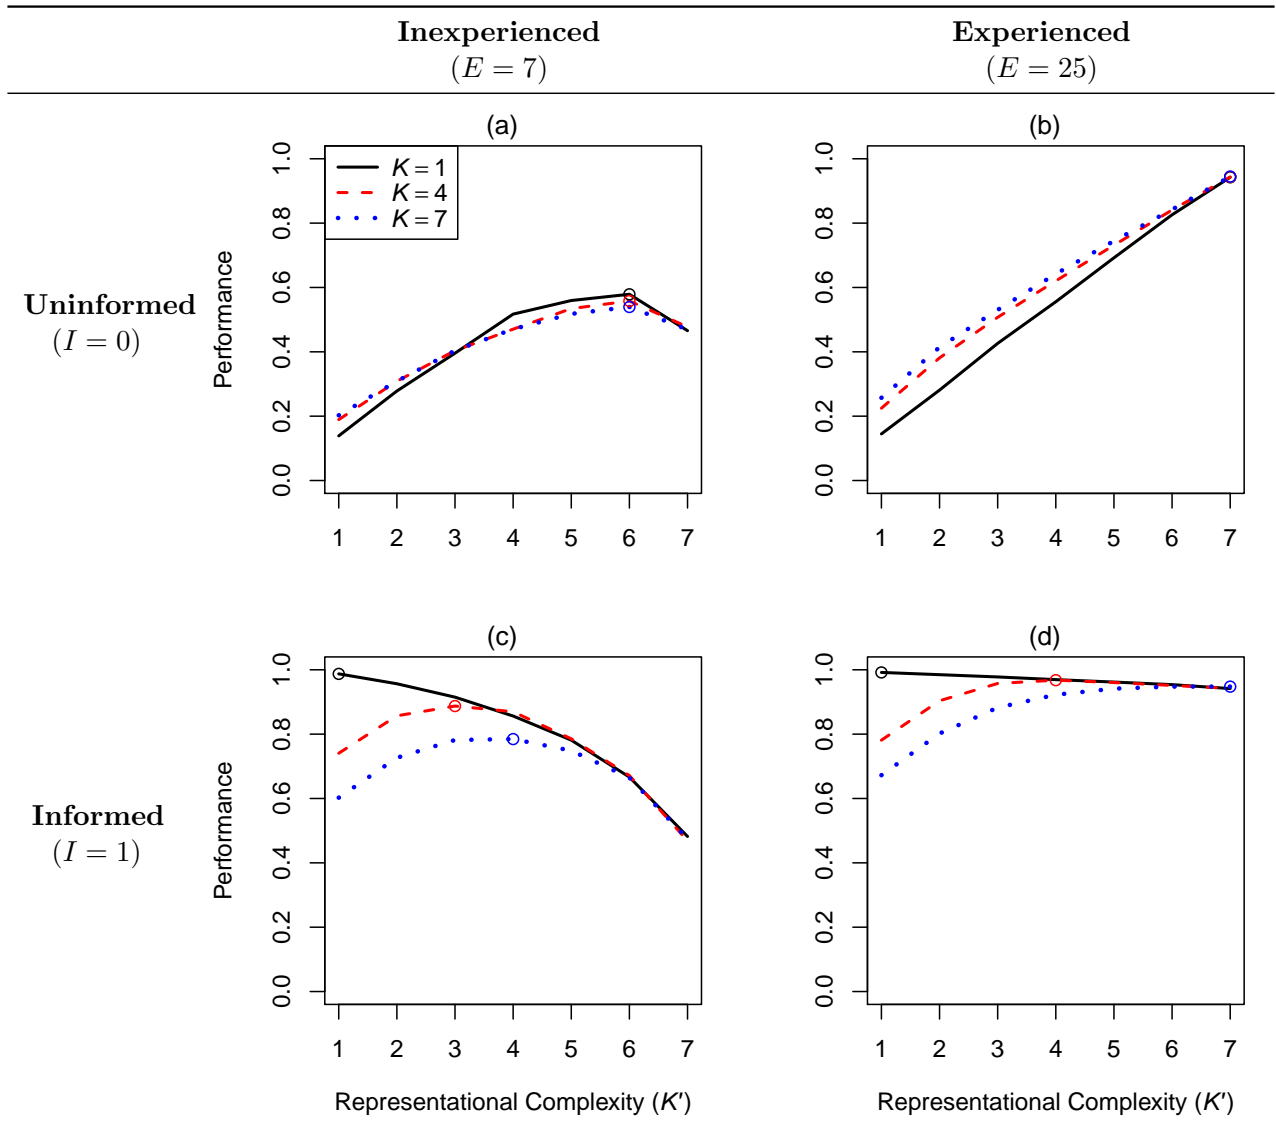 Inexperienced Experienced
(E = 7) (E = 25)
(a) (b)
K = 1
K = 4
K = 7
Uninformed
(I = 0)
Performance
0.0 0.2 0.4 0.6 0.8 1.0
1 2 3 4 5 6 7
0.0 0.2 0.4 0.6 0.8 1.0
1 2 3 4 5 6 7
(c) (d)
Informed
(I = 1)
Performance
0.0 0.2 0.4 0.6 0.8 1.0
1 2 3 4 5 6 7
Representational Complexity (K′)
0.0 0.2 0.4 0.6 0.8 1.0
1 2 3 4 5 6 7
Representational Complexity (K′)